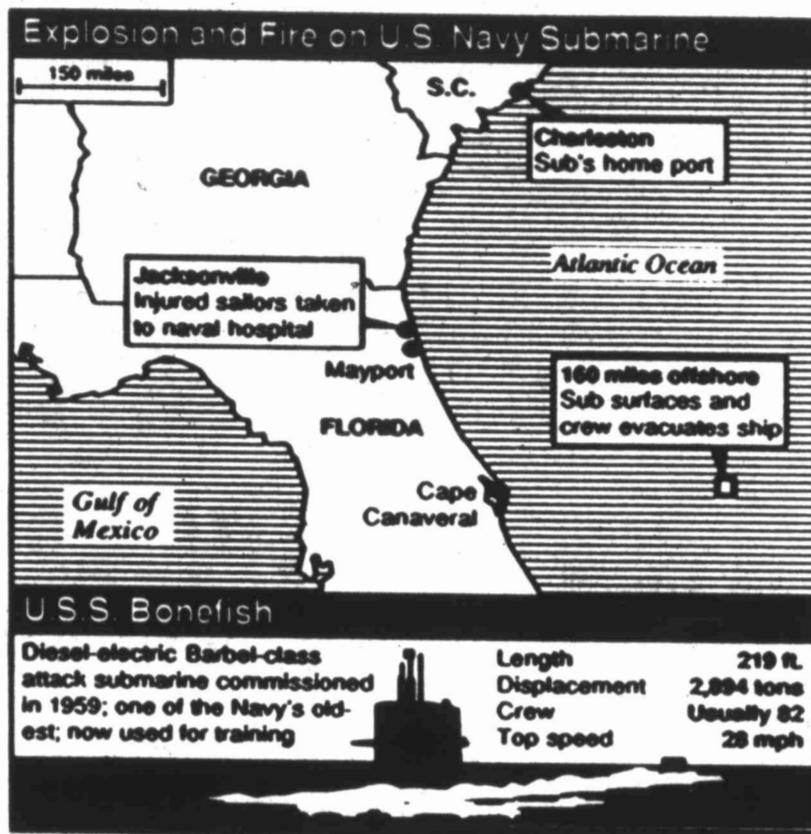 Explosion and Fire on U.S. Navy Submarine
150 miles
S.C.
Charleston
Sub's home port
GEORGIA
Atlantic Ocean
Jacksonville
Injured sailors taken
to naval hospital
Mayport
160 miles offshore
Sub surfaces and
crew evacuates ship
FLORIDA
Cape
Canaveral
Gulf of
Mexico
U.S.S. Bonefish
Diesel-electric Barbel-class
attack submarine commissioned
in 1959; one of the Navy's old-
est; now used for training
Length 219 ft.
Displacement 2,894 tons
Crew Usually 82
Top speed 28 mph